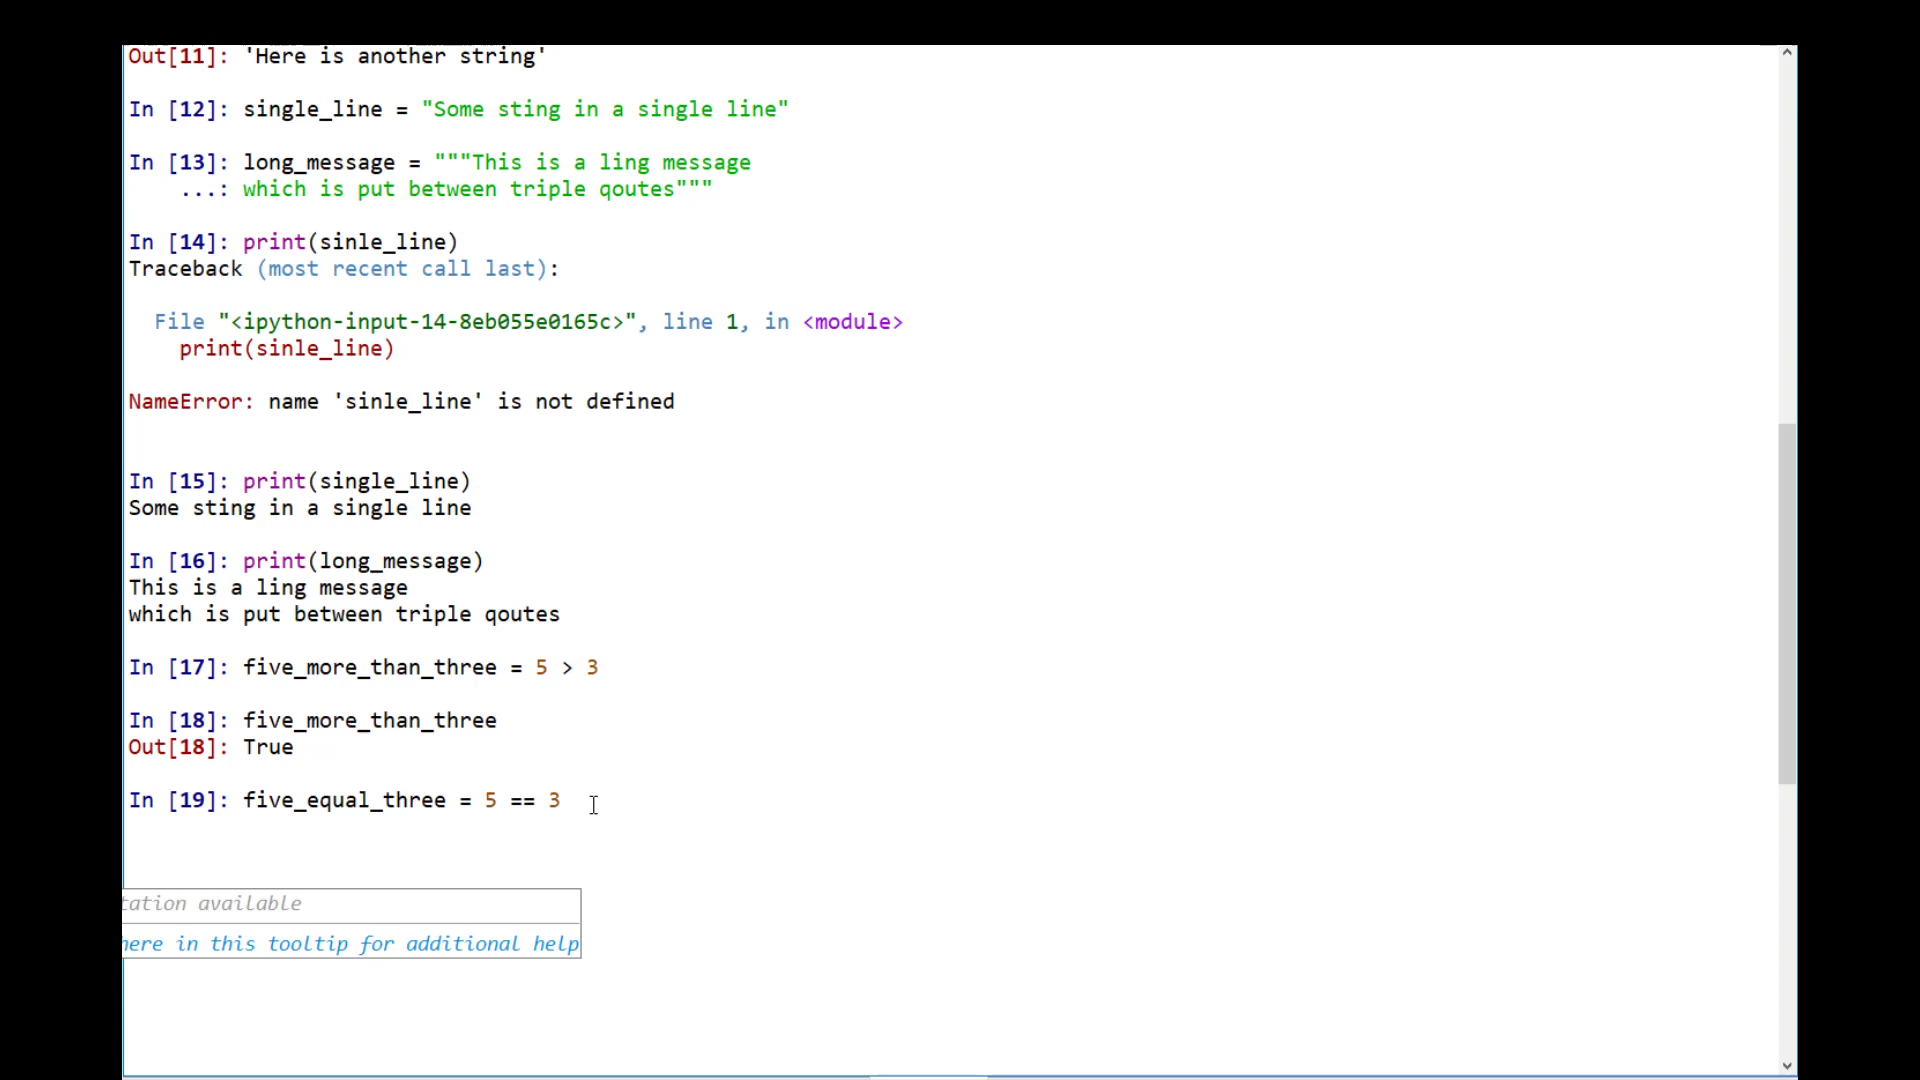 Out[11]: 'Here is another string'
In [12]: single_line = "Some sting in a single line"
In [13]: long_message = """This is a ling message
...: which is put between triple qoutes"""
In [14]: print(sinle_line)
Traceback (most recent call last):
File "<ipython-input-14-8eb055e0165c>", line 1, in <module>
print(sinle_line)
NameError: name 'sinle_line' is not defined
In [15]: print(single_line)
Some sting in a single line
In [16]: print(long_message)
This is a ling message
which is put between triple qoutes
In [17]: five_more_than_three = 5 > 3
In [18]: five_more_than_three
Out[18]: True
In [19]: five_equal_three = 5 == 3
available
here in this tooltip for additional help